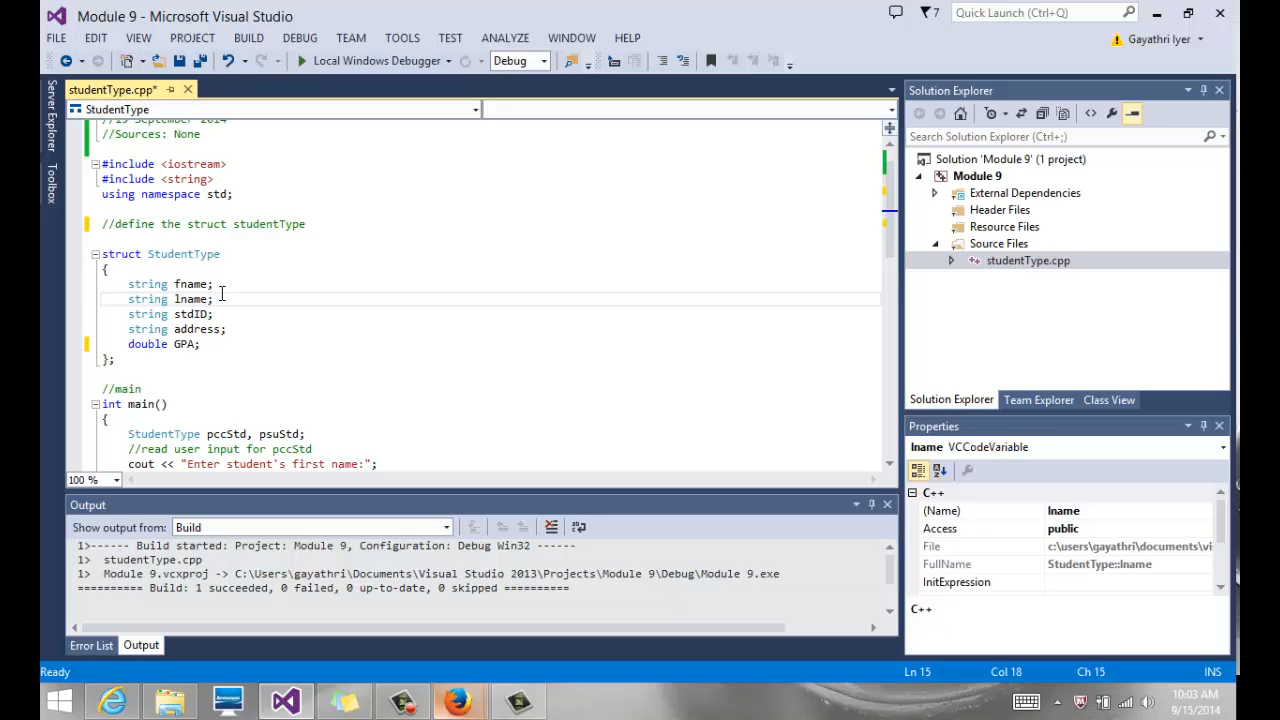 Module 9 - Microsoft Visual Studio
7
Quick Launch (Ctrl+Q)
FILE EDIT VIEW PROJECT BUILD DEBUG TEAM TOOLS TEST ANALYZE WINDOW HELP
Gayathri Iyer
Local Windows Debugger
Debug
Server Explorer
Toolbox
studentType.cpp*
StudentType
//15 September 2014
//Sources: None
#include <iostream>
#include <string>
using namespace std;
//define the struct studentType
struct StudentType
{
string fname;
string lname;
string stdID;
string address;
double GPA;
};
//main
int main()
{
StudentType pccStd, psuStd;
//read user input for pccStd
cout << "Enter student's first name:";
100 %
Output
Show output from: Build
1>------ Build started: Project: Module 9, Configuration: Debug Win32 ------
1> studentType.cpp
1> Module 9.vcxproj -> C:\Users\gayathri\Documents\Visual Studio 2013\Projects\Module 9\Debug\Module 9.exe
========== Build: 1 succeeded, 0 failed, 0 up-to-date, 0 skipped ==========
Error List Output
Solution Explorer
Search Solution Explorer (Ctrl+;)
Solution 'Module 9' (1 project)
Module 9
External Dependencies
Header Files
Resource Files
Source Files
studentType.cpp
Solution Explorer Team Explorer Class View
Properties
lname VCCodeVariable
C++
(Name) lname
Access public
File c:\users\gayathri\documents\vi
FullName StudentType::lname
InitExpression
C++
Ready Ln 15 Col 18 Ch 15 INS
10:03 AM
9/15/2014